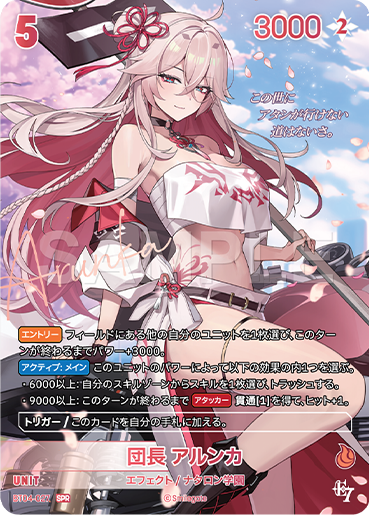 5
3000 2
この世に
アタシが行けない
道はないさ。
SAMPLE
Arunka
エントリー フィールドにある他の自分のユニットを1枚選び、このター
ンが終わるまでパワー+3000。
アクティブ:メイン このユニットのパワーによって以下の効果の内1つを選ぶ。
・6000以上:自分のスキルゾーンからスキルを1枚選び、トラッシュする。
・9000以上:このターンが終わるまで アタッカー 貫通[1]を得て、ヒット+1。
トリガー/このカードを自分の手札に加える。
団長 アルンカ
UNIT
エフェクト / ナタロン学園
SPR
© Smilegate
E7